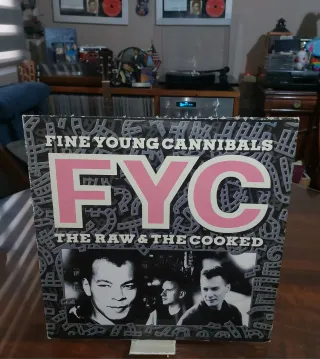 FINE YOUNG CANNIBALS
FYC
THE RAW & THE COOKED